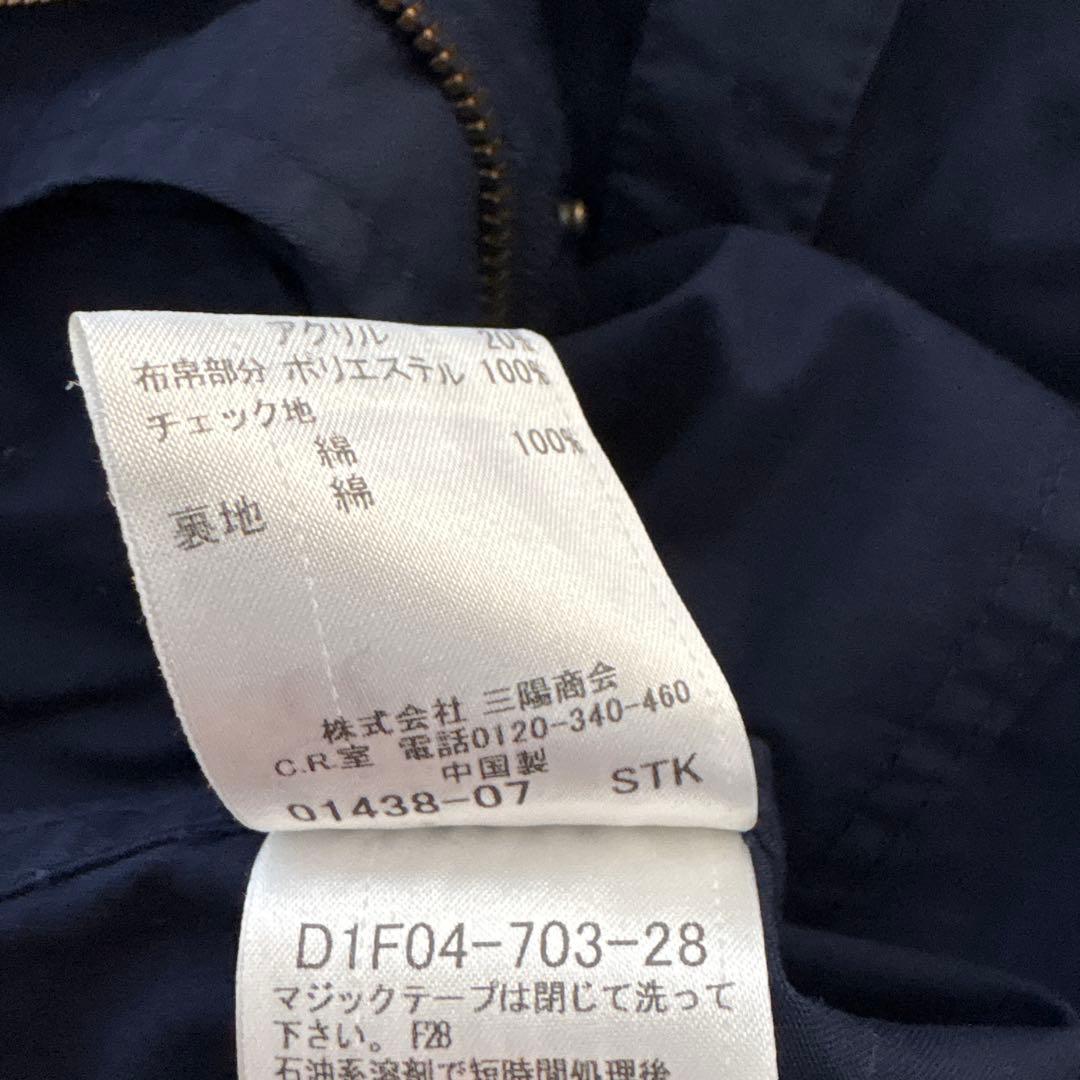 アクリル 20%
布帛部分 ポリエステル 100%
チェック地
綿 100%
裏地 綿
株式会社 三陽商会
C.R.室 電話0120-340-460
中国製
01438-07 STK
D1F04-703-28
マジックテープは閉じて洗って
下さい。F28
石油系溶剤で短時間処理後